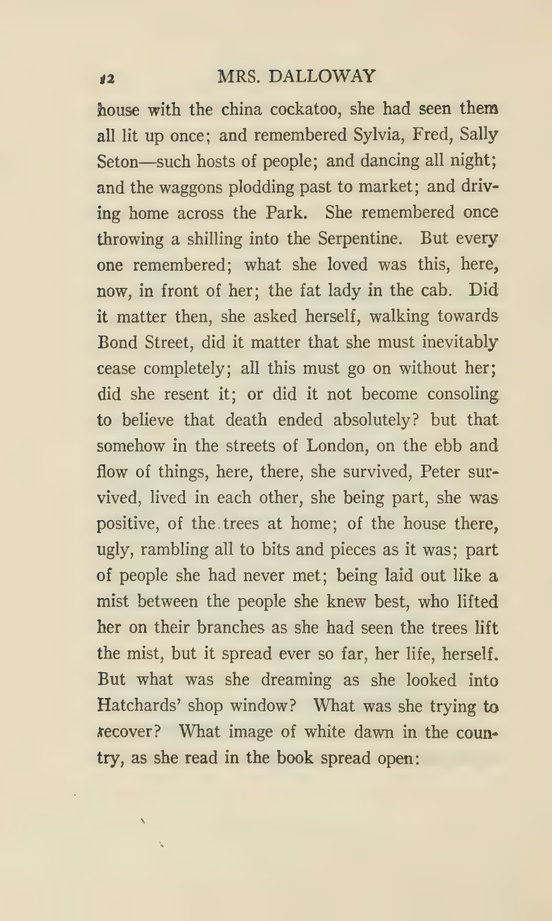 12 MRS. DALLOWAY
house with the china cockatoo, she had seen them
all lit up once; and remembered Sylvia, Fred, Sally
Seton—such hosts of people; and dancing all night;
and the waggons plodding past to market; and driv-
ing home across the Park. She remembered once
throwing a shilling into the Serpentine. But every
one remembered; what she loved was this, here,
now, in front of her; the fat lady in the cab. Did
it matter then, she asked herself, walking towards
Bond Street, did it matter that she must inevitably
cease completely; all this must go on without her;
did she resent it; or did it not become consoling
to believe that death ended absolutely? but that
somehow in the streets of London, on the ebb and
flow of things, here, there, she survived, Peter sur-
vived, lived in each other, she being part, she was
positive, of the trees at home; of the house there,
ugly, rambling all to bits and pieces as it was; part
of people she had never met; being laid out like a
mist between the people she knew best, who lifted
her on their branches as she had seen the trees lift
the mist, but it spread ever so far, her life, herself.
But what was she dreaming as she looked into
Hatchards' shop window? What was she trying to
recover? What image of white dawn in the coun-
try, as she read in the book spread open: